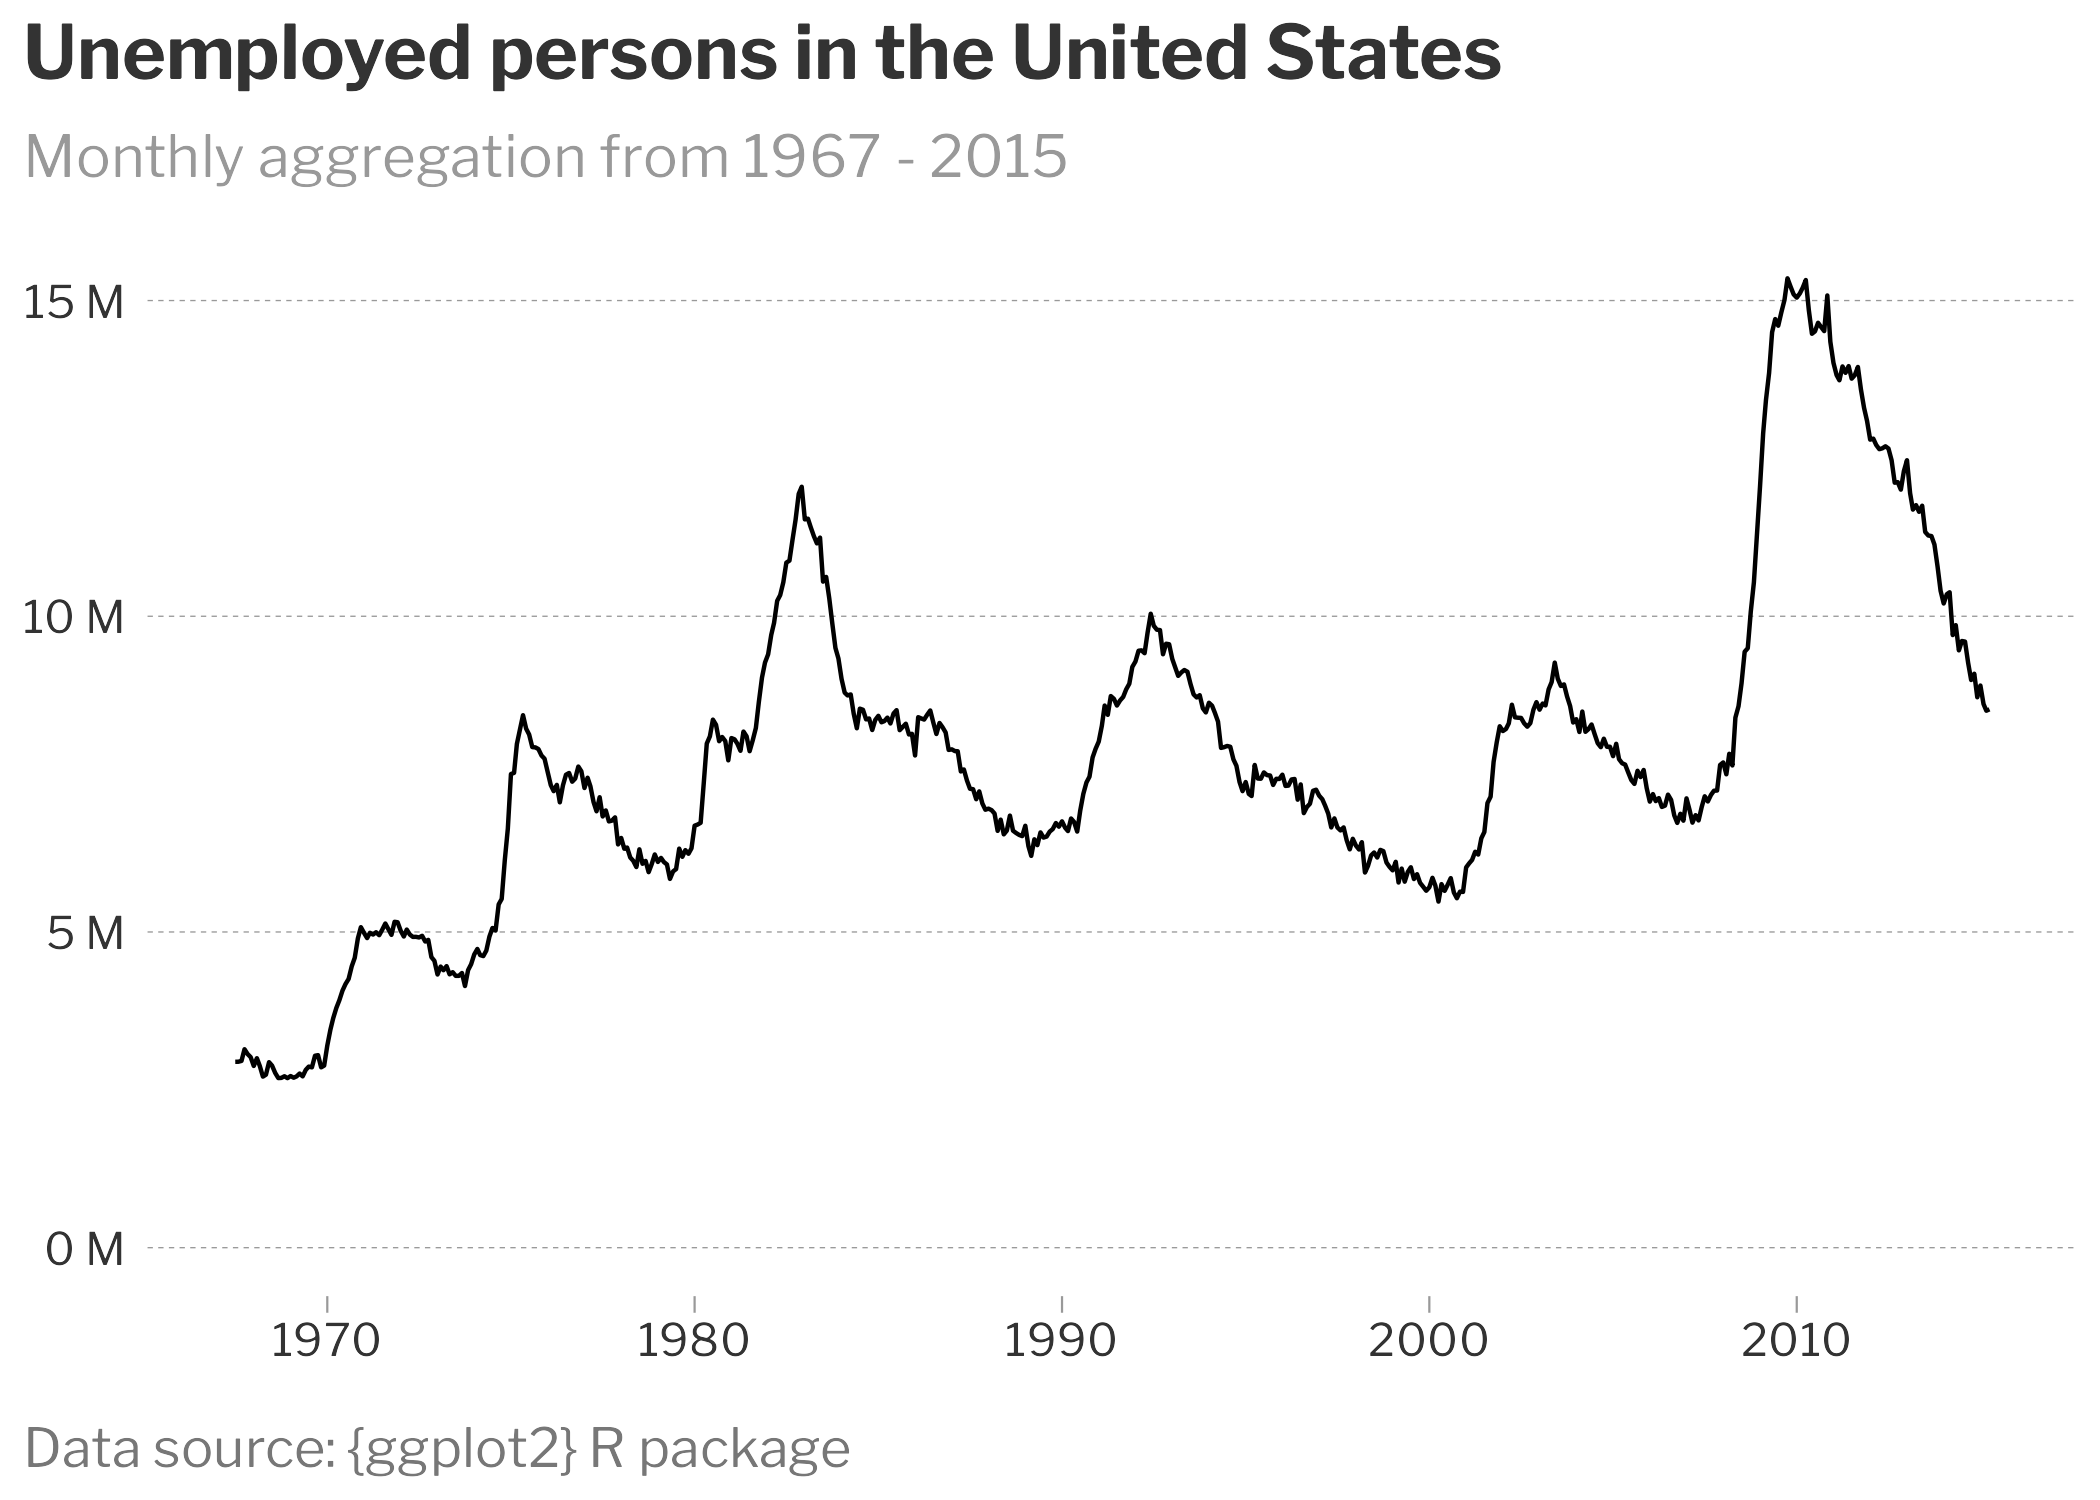 Unemployed persons in the United States
Monthly aggregation from 1967 - 2015
15 M
10 M
5 M
0 M
1970 1980 1990 2000 2010
Data source: {ggplot2} R package